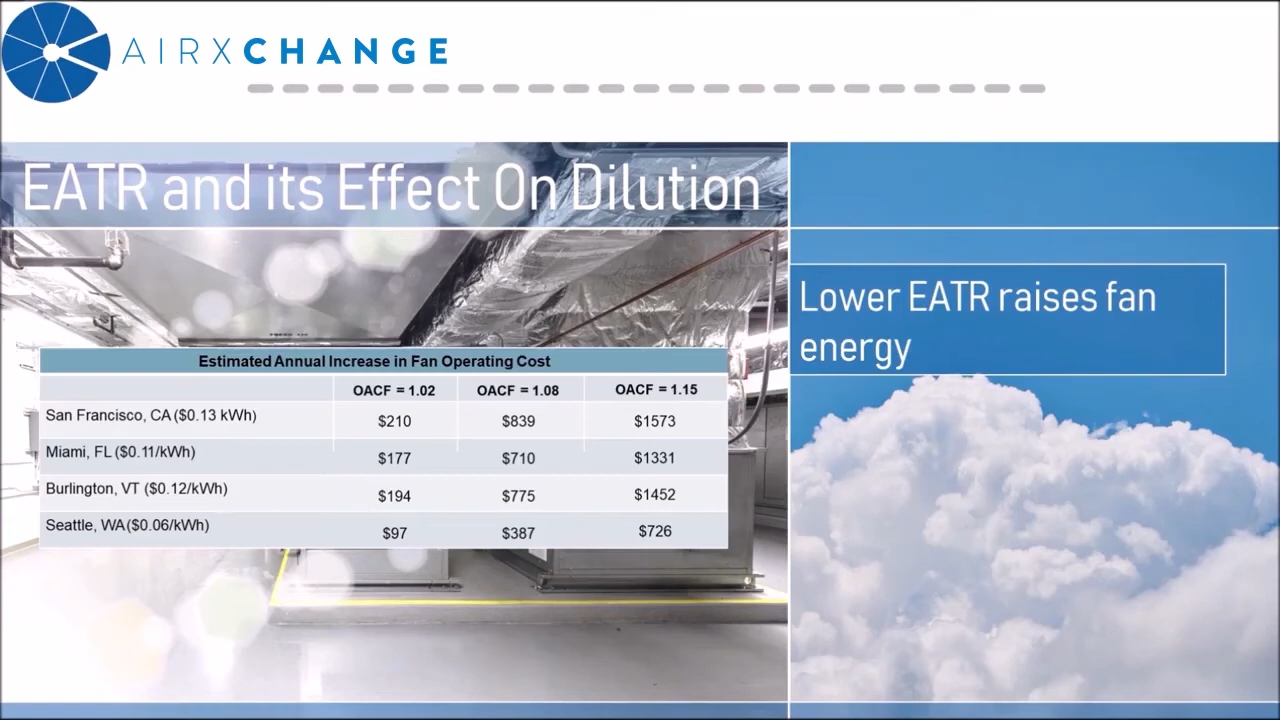 AIRXCHANGE
EATR and its Effect On Dilution
Lower EATR raises fan
energy
Estimated Annual Increase in Fan Operating Cost
OACF = 1.02 OACF = 1.08 OACF = 1.15
San Francisco, CA ($0.13 kWh) $210 $839 $1573
Miami, FL ($0.11/kWh) $177 $710 $1331
Burlington, VT ($0.12/kWh) $194 $775 $1452
Seattle, WA ($0.06/kWh) $97 $387 $726